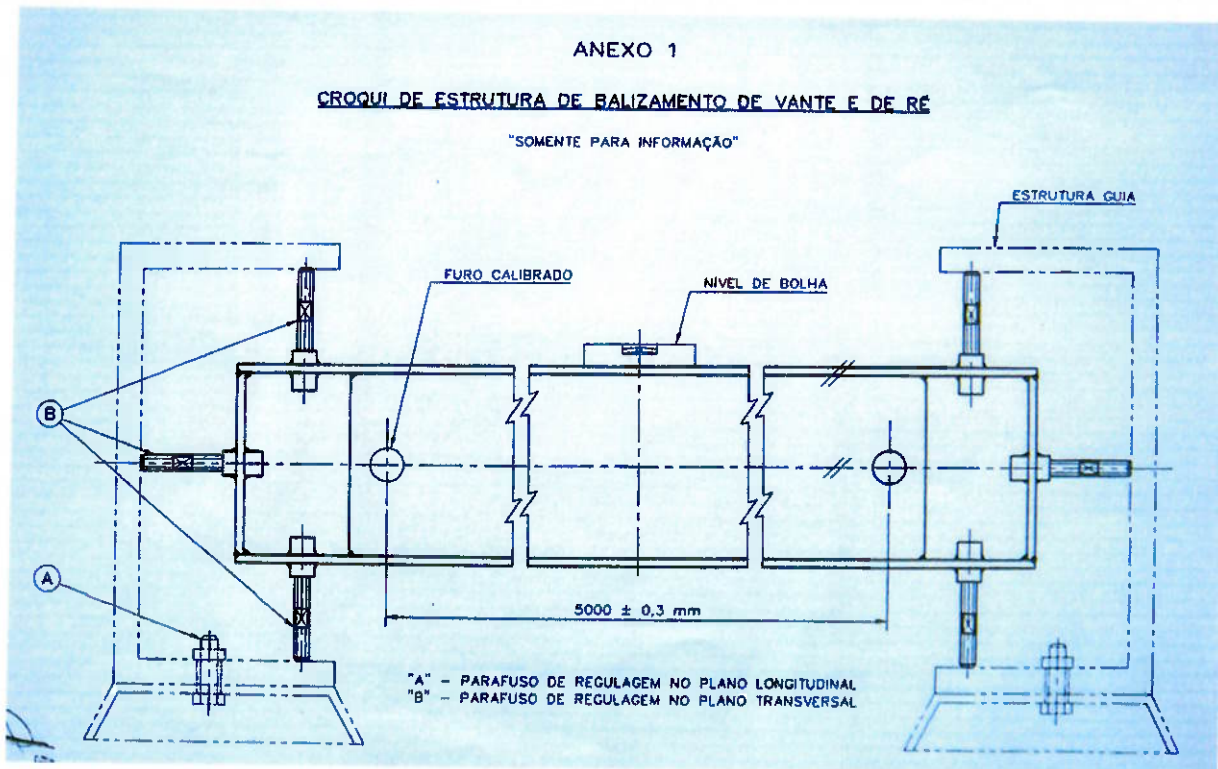 ANEXO 1
CROQUI DE ESTRUTURA DE BALIZAMENTO DE VANTE E DE RÉ
"SOMENTE PARA INFORMAÇÃO"
ESTRUTURA GUIA
FURO CALIBRADO
NÍVEL DE BOLHA
B
A
5000 ± 0,3 mm
"A" - PARAFUSO DE REGULAGEM NO PLANO LONGITUDINAL
"B" - PARAFUSO DE REGULAGEM NO PLANO TRANSVERSAL